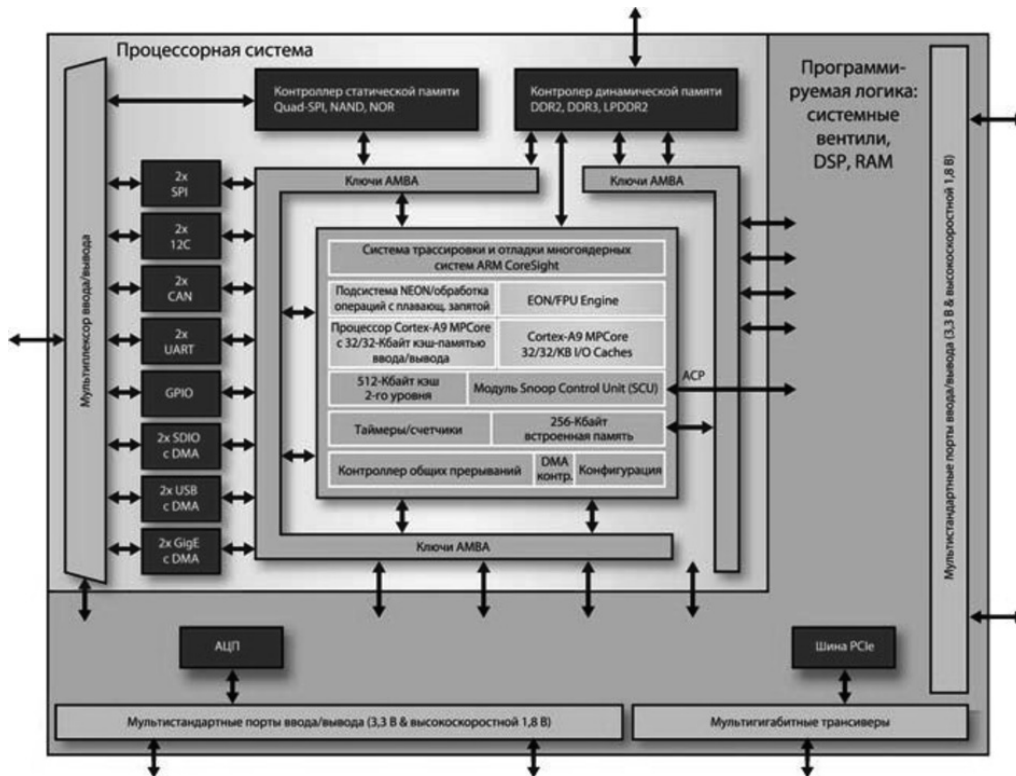 Процессорная система
Контроллер статической памяти
Quad-SPI, NAND, NOR
Контролер динамической памяти
DDR2, DDR3, LPDDR2
Программи-
руемая логика:
системные
вентили,
DSP, RAM
Мультиплексор ввода/вывода
2x
SPI
2x
12C
2x
CAN
2x
UART
GPIO
2x SDIO
с DMA
2x USB
с DMA
2x GigE
с DMA
Ключи AMBA
Ключи AMBA
Система трассировки и отладки многоядерных
систем ARM CoreSight
Подсистема NEON/обработка
операций с плавающ. запятой
EON/FPU Engine
Процессор Cortex-A9 MPCore
с 32/32-Кбайт кэш-памятью
ввода/вывода
Cortex-A9 MPCore
32/32/KB I/O Caches
512-Кбайт кэш
2-го уровня
Модуль Snoop Control Unit (SCU)
ACP
Таймеры/счетчики
256-Кбайт
встроенная память
Контроллер общих прерываний
DMA
контр.
Конфигурация
Ключи AMBA
Мультистандартные порты ввода/вывода (3,3 В & высокоскоростной 1,8 В)
АЦП
Шина PCIe
Мультистандартные порты ввода/вывода (3,3 В & высокоскоростной 1,8 В)
Мультигигабитные трансиверы